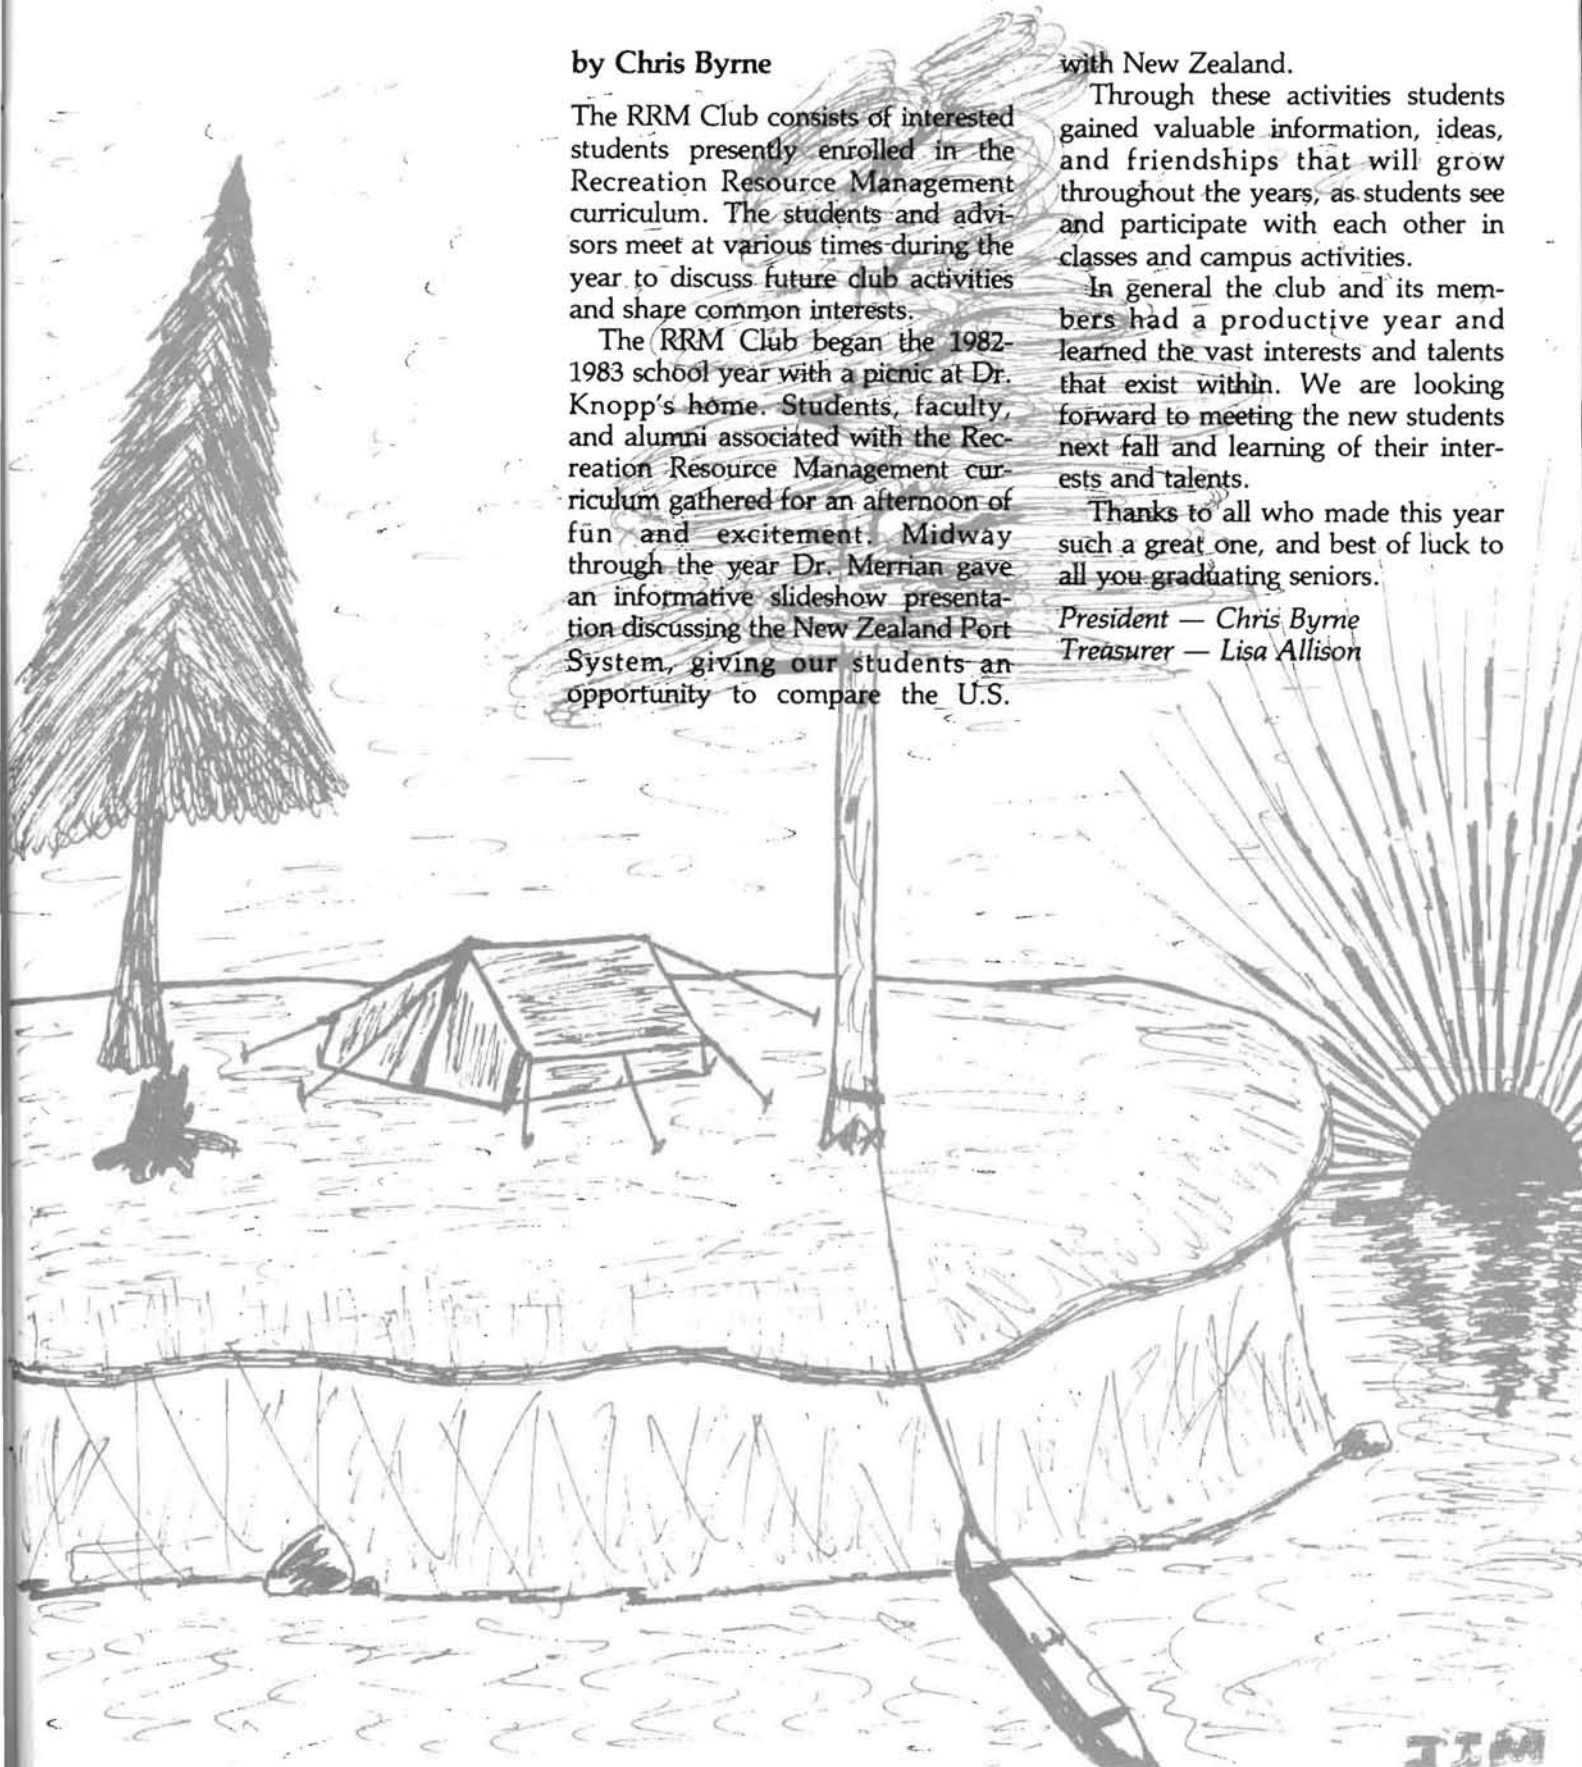 by Chris Byrne
The RRM Club consists of interested
students presently enrolled in the
Recreation Resource Management
curriculum. The students and advi-
sors meet at various times during the
year to discuss future club activities
and share common interests.
The RRM Club began the 1982-
1983 school year with a picnic at Dr.
Knopp's home. Students, faculty,
and alumni associated with the Rec-
reation Resource Management cur-
riculum gathered for an afternoon of
fun and excitement. Midway
through the year Dr. Merrian gave
an informative slideshow presenta-
tion discussing the New Zealand Port
System, giving our students an
opportunity to compare the U.S.
with New Zealand.
Through these activities students
gained valuable information, ideas,
and friendships that will grow
throughout the years, as students see
and participate with each other in
classes and campus activities.
In general the club and its mem-
bers had a productive year and
learned the vast interests and talents
that exist within. We are looking
forward to meeting the new students
next fall and learning of their inter-
ests and talents.
Thanks to all who made this year
such a great one, and best of luck to
all you graduating seniors.
President — Chris Byrne
Treasurer — Lisa Allison
JIM